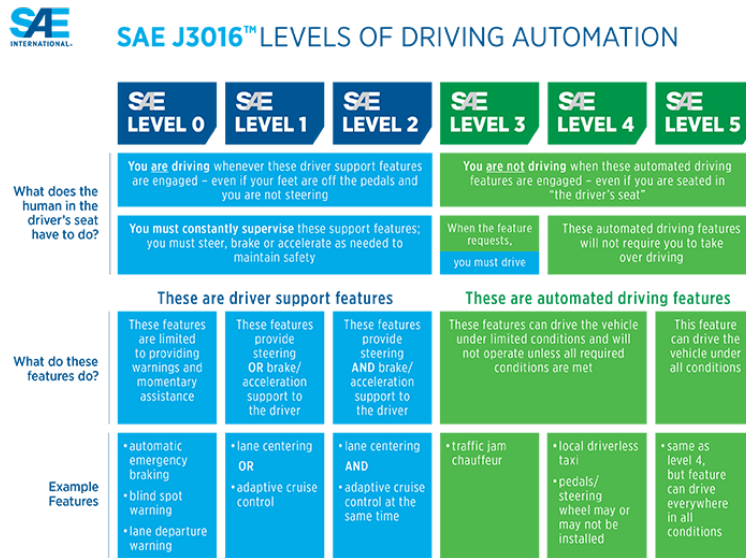 SAE
INTERNATIONAL®
SAE J3016™ LEVELS OF DRIVING AUTOMATION
SAE
LEVEL 0
SAE
LEVEL 1
SAE
LEVEL 2
SAE
LEVEL 3
SAE
LEVEL 4
SAE
LEVEL 5
What does the
human in the
driver's seat
have to do?
You are driving whenever these driver support features
are engaged – even if your feet are off the pedals and
you are not steering
You are not driving when these automated driving
features are engaged – even if you are seated in
"the driver's seat"
You must constantly supervise these support features;
you must steer, brake or accelerate as needed to
maintain safety
When the feature
requests,
you must drive
These automated driving features
will not require you to take
over driving
These are driver support features
These are automated driving features
What do these
features do?
These features
are limited
to providing
warnings and
momentary
assistance
These features
provide
steering
OR brake/
acceleration
support to
the driver
These features
provide
steering
AND brake/
acceleration
support to
the driver
These features can drive the vehicle
under limited conditions and will
not operate unless all required
conditions are met
This feature
can drive the
vehicle under
all conditions
Example
Features
• automatic
emergency
braking
• blind spot
warning
• lane departure
warning
• lane centering
OR
• adaptive cruise
control
• lane centering
AND
• adaptive cruise
control at the
same time
• traffic jam
chauffeur
• local driverless
taxi
• pedals/
steering
wheel may or
may not be
installed
• same as
level 4,
but feature
can drive
everywhere
in all
conditions